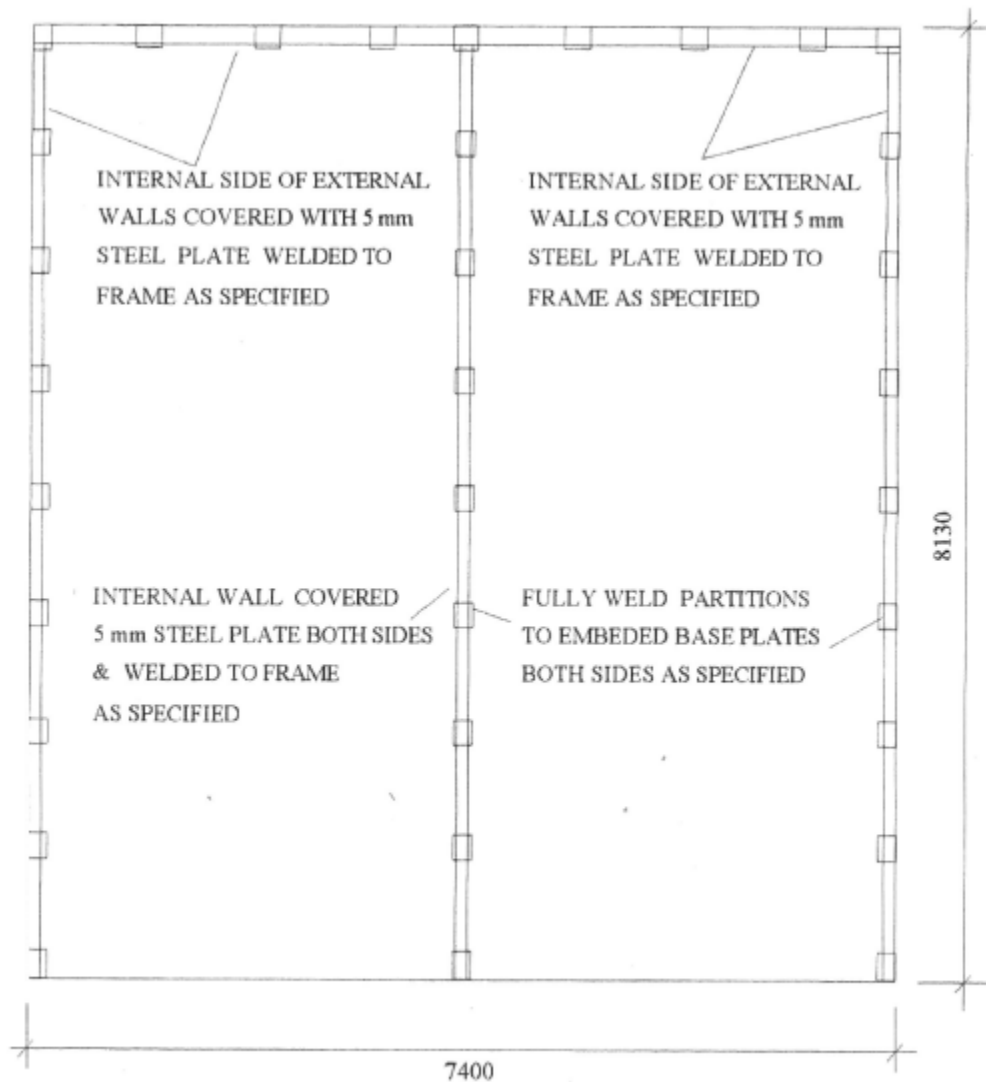 INTERNAL SIDE OF EXTERNAL
WALLS COVERED WITH 5 mm
STEEL PLATE WELDED TO
FRAME AS SPECIFIED
INTERNAL SIDE OF EXTERNAL
WALLS COVERED WITH 5 mm
STEEL PLATE WELDED TO
FRAME AS SPECIFIED
INTERNAL WALL COVERED
5 mm STEEL PLATE BOTH SIDES
& WELDED TO FRAME
AS SPECIFIED
FULLY WELD PARTITIONS
TO EMBEDED BASE PLATES
BOTH SIDES AS SPECIFIED
8130
7400